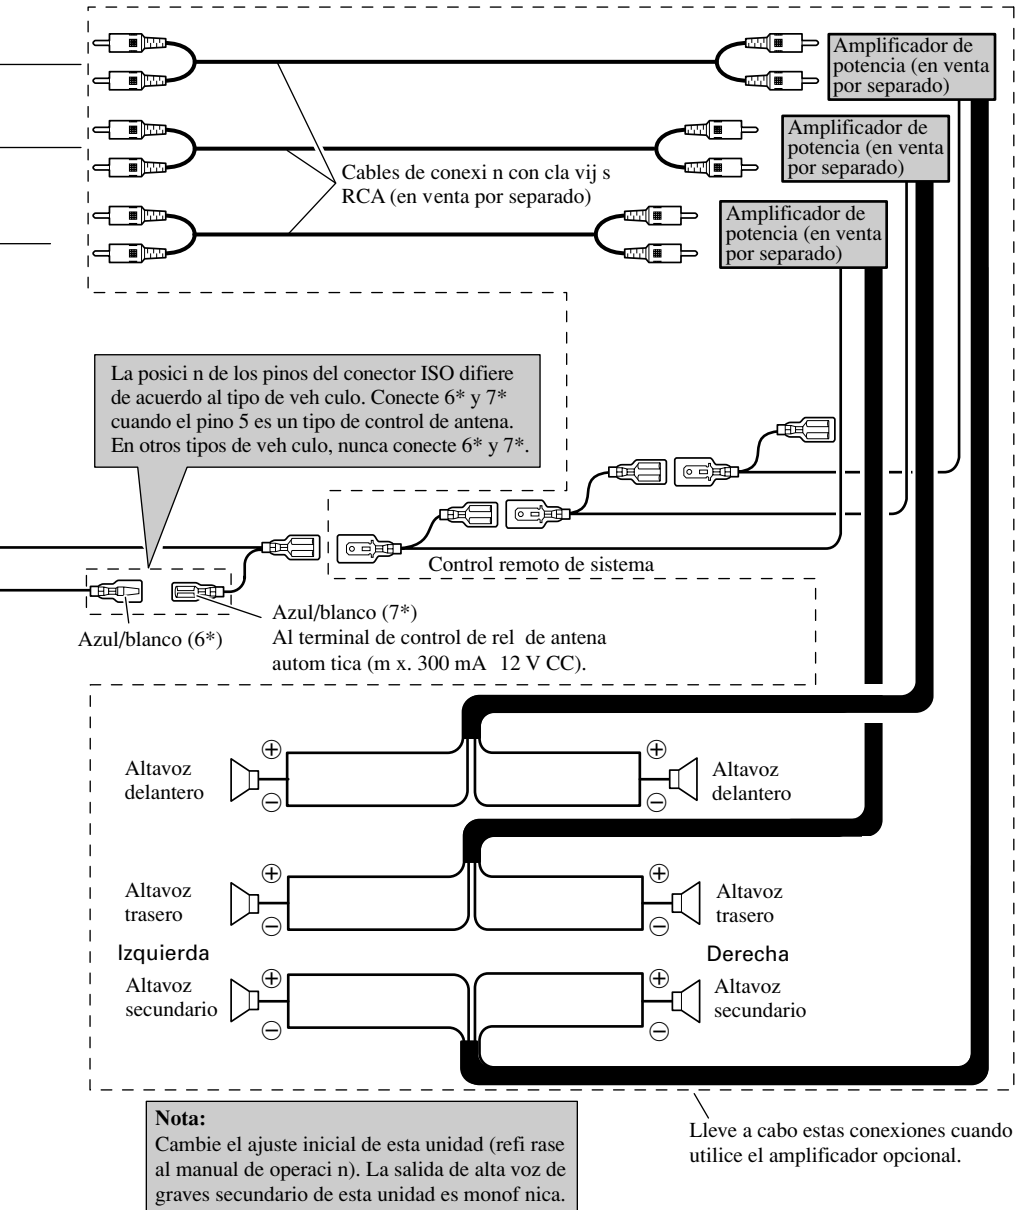 Amplificador de
potencia (en venta
por separado)
Amplificador de
potencia (en venta
por separado)
Cables de conexi n con cla vij s
RCA (en venta por separado)
Amplificador de
potencia (en venta
por separado)
La posici n de los pinos del conector ISO difiere
de acuerdo al tipo de veh culo. Conecte 6* y 7*
cuando el pino 5 es un tipo de control de antena.
En otros tipos de veh culo, nunca conecte 6* y 7*.
Control remoto de sistema
Azul/blanco (6*)
Azul/blanco (7*)
Al terminal de control de rel de antena
autom tica (m x. 300 mA 12 V CC).
+
-
Altavoz
delantero
+
-
Altavoz
delantero
+
-
Altavoz
trasero
+
-
Altavoz
trasero
Izquierda
Derecha
+
-
Altavoz
secundario
+
-
Altavoz
secundario
Nota:
Cambie el ajuste inicial de esta unidad (refi rase
al manual de operaci n). La salida de alta voz de
graves secundario de esta unidad es monof nica.
Lleve a cabo estas conexiones cuando
utilice el amplificador opcional.